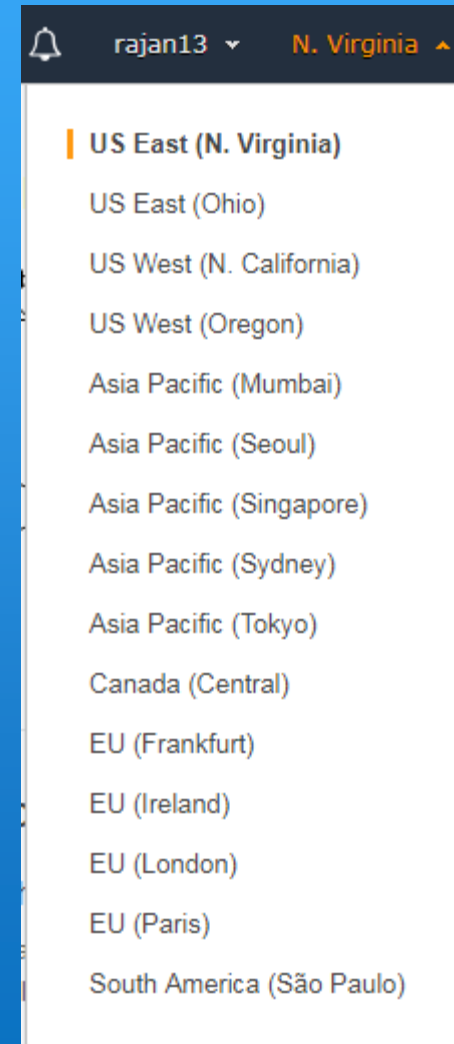 rajan13 N. Virginia
US East (N. Virginia)
US East (Ohio)
US West (N. California)
US West (Oregon)
Asia Pacific (Mumbai)
Asia Pacific (Seoul)
Asia Pacific (Singapore)
Asia Pacific (Sydney)
Asia Pacific (Tokyo)
Canada (Central)
EU (Frankfurt)
EU (Ireland)
EU (London)
EU (Paris)
South America (São Paulo)